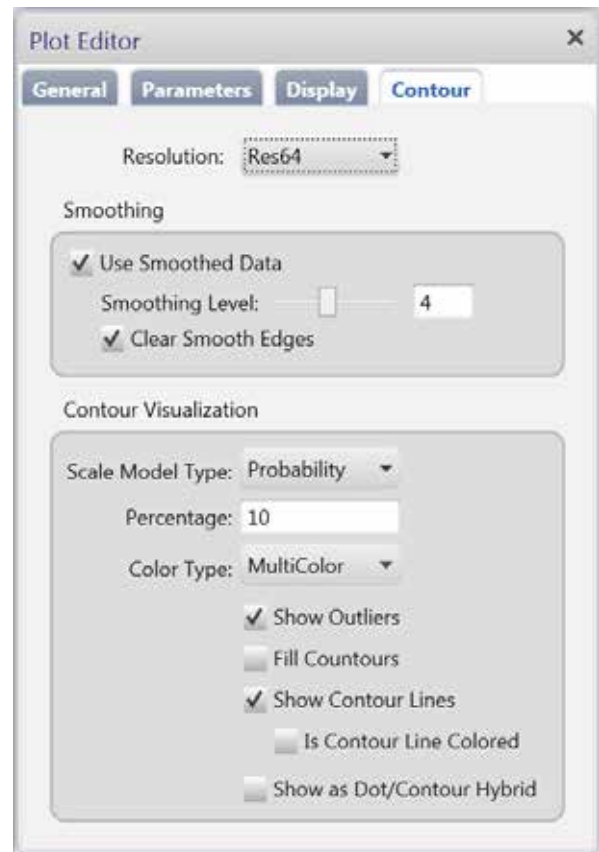 Plot Editor
General Parameters Display Contour
Resolution: Res64
Smoothing
Use Smoothed Data
Smoothing Level: 4
Clear Smooth Edges
Contour Visualization
Scale Model Type: Probability
Percentage: 10
Color Type: MultiColor
Show Outliers
Fill Countours
Show Contour Lines
Is Contour Line Colored
Show as Dot/Contour Hybrid